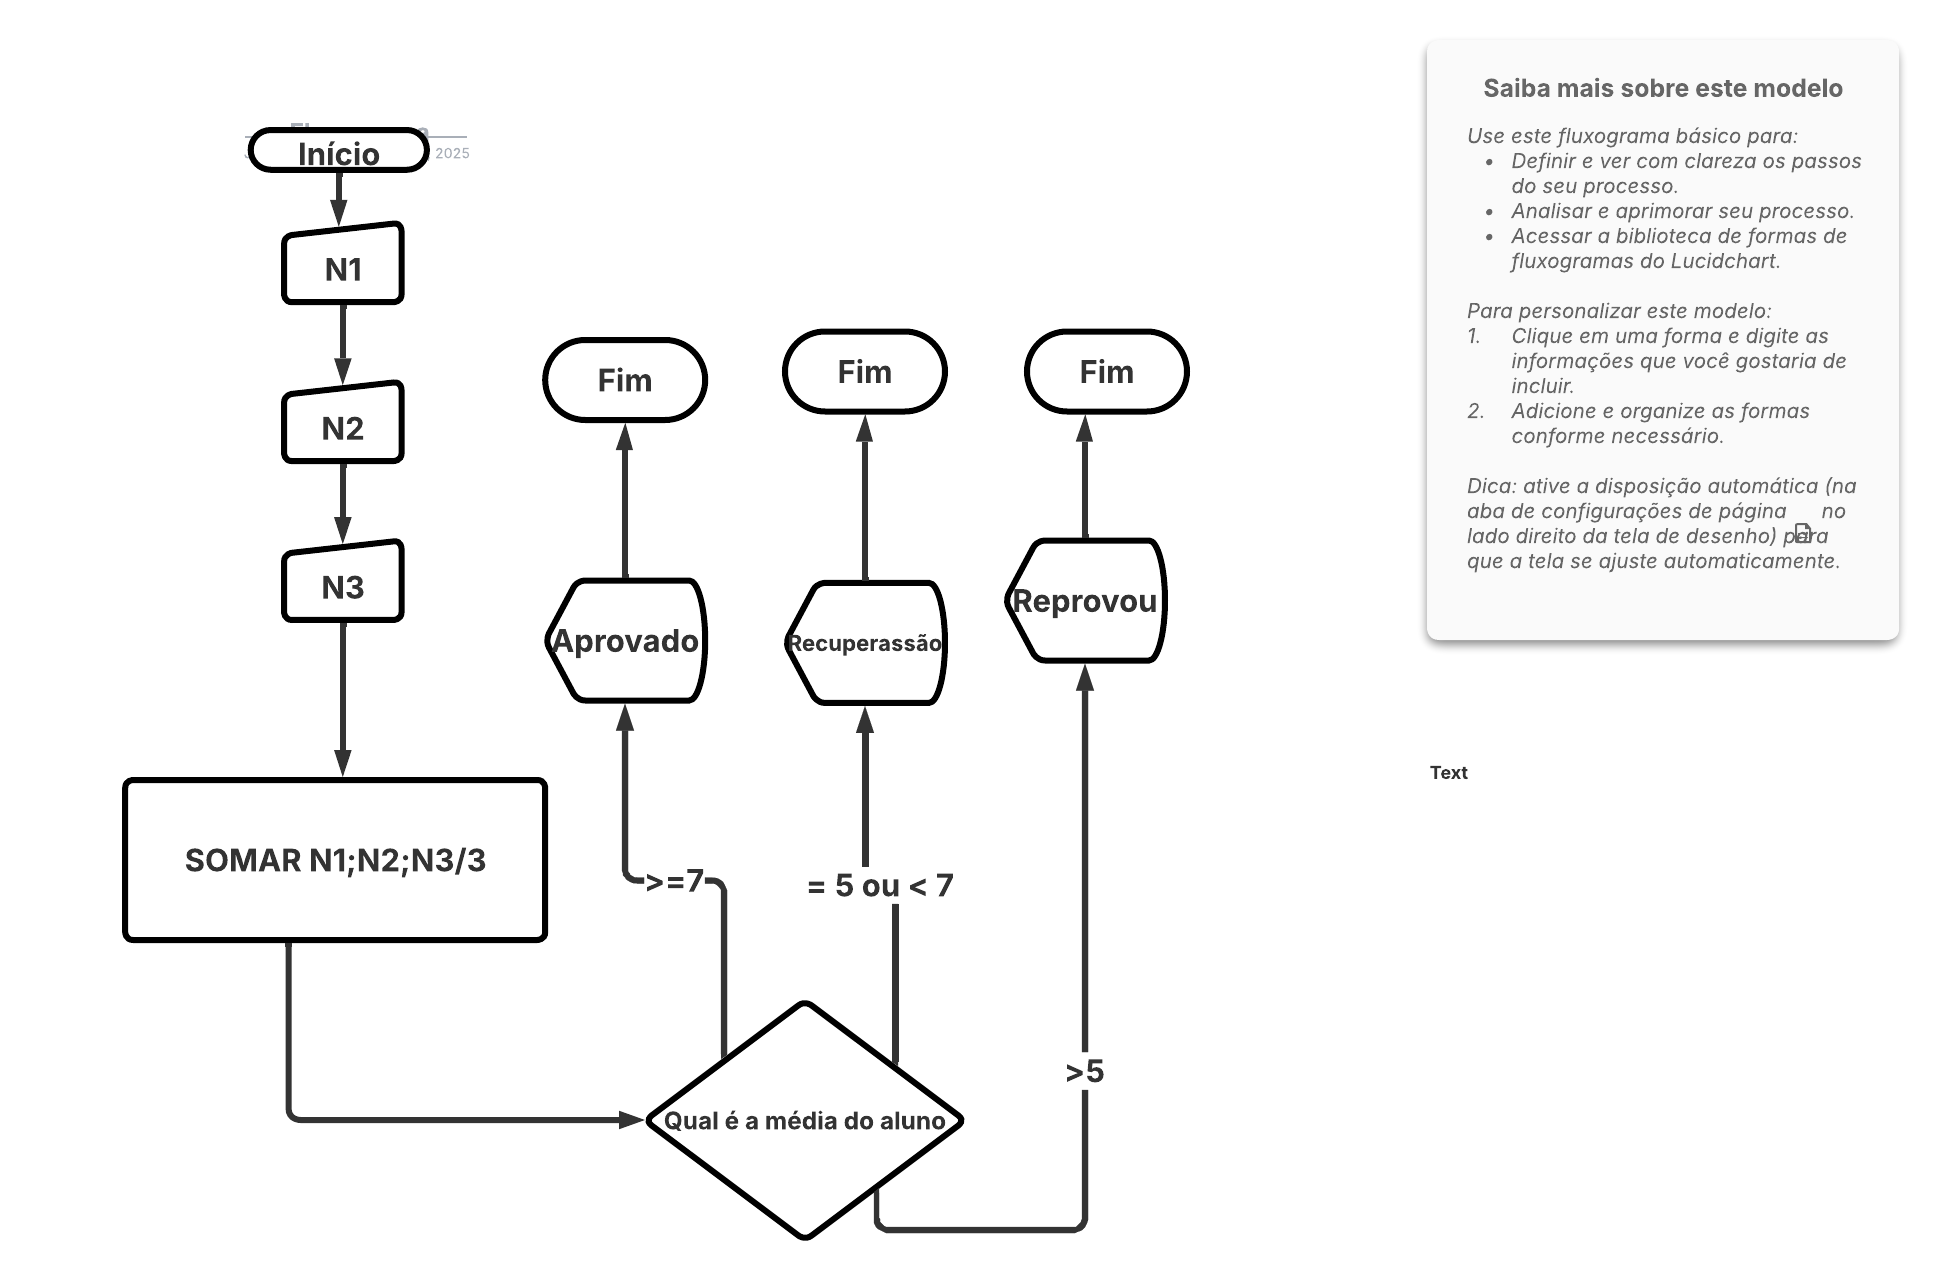 Início
2025
N1
N2
N3
SOMAR N1;N2;N3/3
Fim
Fim
Fim
Aprovado
Recuperassão
Reprovou
>=7
= 5 ou < 7
>5
Qual é a média do aluno
Saiba mais sobre este modelo
Use este fluxograma básico para:
• Definir e ver com clareza os passos
do seu processo.
• Analisar e aprimorar seu processo.
• Acessar a biblioteca de formas de
fluxogramas do Lucidchart.
Para personalizar este modelo:
1. Clique em uma forma e digite as
informações que você gostaria de
incluir.
2. Adicione e organize as formas
conforme necessário.
Dica: ative a disposição automática (na
aba de configurações de página no
lado direito da tela de desenho) para
que a tela se ajuste automaticamente.
Text